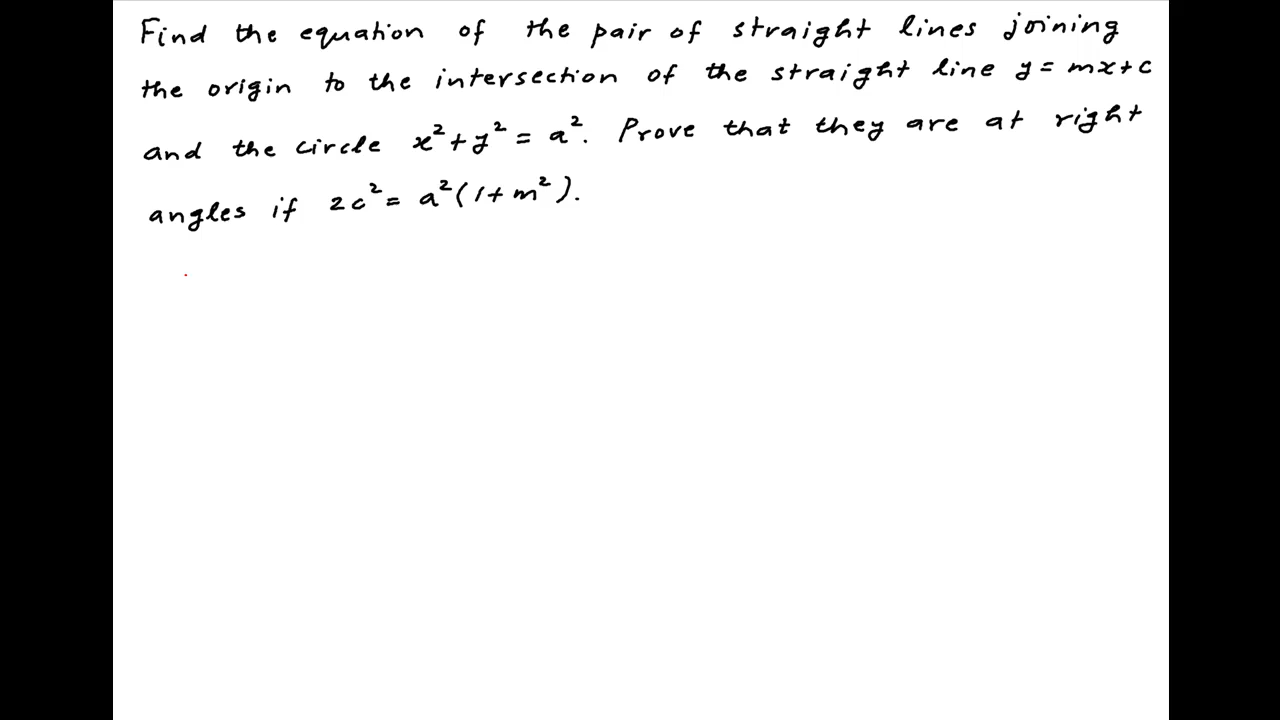 Find the equation of the pair of straight lines joining
the origin to the intersection of the straight line y = mx + c
and the circle x² + y² = a². Prove that they are at right
angles if 2c² = a²(1 + m²).